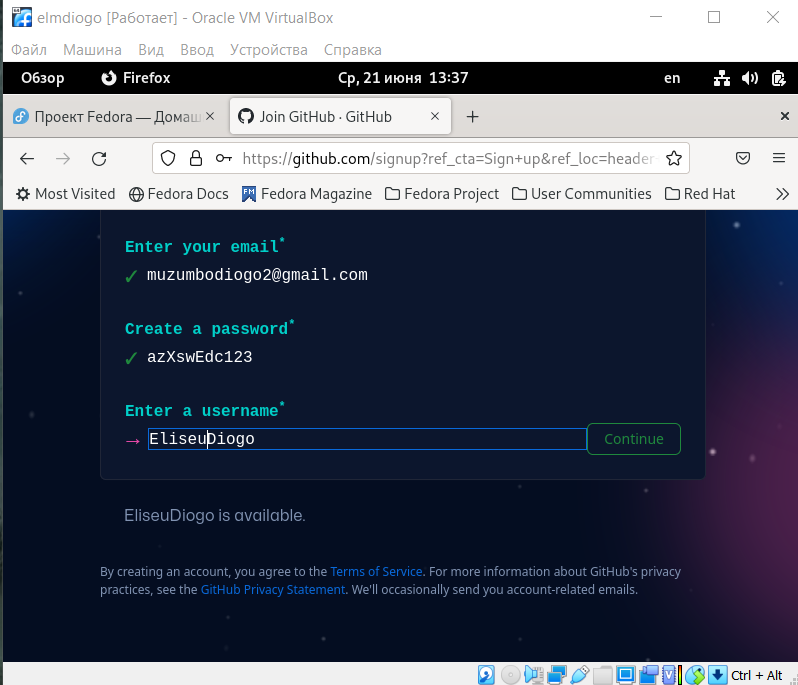 elmdiogo [Работает] - Oracle VM VirtualBox
Файл Машина Вид Ввод Устройства Справка
Обзор Firefox Ср, 21 июня 13:37 en
Проект Fedora — Домаш × Join GitHub · GitHub × + ×
https://github.com/signup?ref_cta=Sign+up&ref_loc=header
Most Visited Fedora Docs FM Fedora Magazine Fedora Project User Communities Red Hat
Enter your email*
✓ muzumbodiogo2@gmail.com
Create a password*
✓ azXswEdc123
Enter a username*
→ EliseuDiogo Continue
EliseuDiogo is available.
By creating an account, you agree to the Terms of Service. For more information about GitHub's privacy
practices, see the GitHub Privacy Statement. We'll occasionally send you account-related emails.
Ctrl + Alt